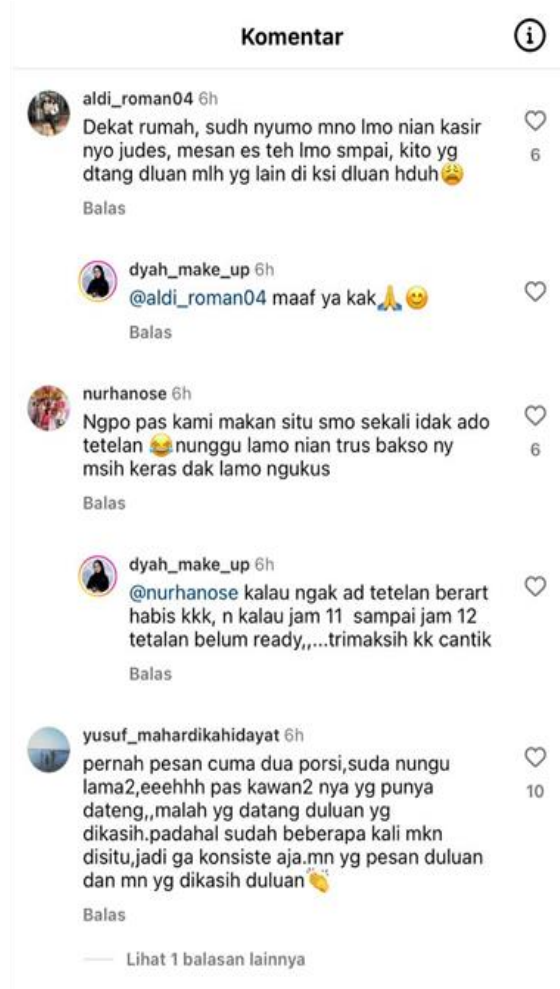 Komentar
aldi_roman04 6h
Dekat rumah, sudh nyumo mno lmo nian kasir
nyo judes, mesan es teh lmo smpai, kito yg
dtang dluan mlh yg lain di ksi dluan hduh😩
6
Balas
dyah_make_up 6h
@aldi_roman04 maaf ya kak🙏😊
Balas
nurhanose 6h
Ngpo pas kami makan situ smo sekali idak ado
tetelan 😂nunggu lamo nian trus bakso ny
msih keras dak lamo ngukus
6
Balas
dyah_make_up 6h
@nurhanose kalau ngak ad tetelan berart
habis kkk, n kalau jam 11 sampai jam 12
tetalan belum ready,,...trimaksih kk cantik
Balas
yusuf_mahardikahidayat 6h
pernah pesan cuma dua porsi,suda nungu
lama2,eeehhh pas kawan2 nya yg punya
dateng,,malah yg datang duluan yg
dikasih.padahal sudah beberapa kali mkn
disitu,jadi ga konsiste aja.mn yg pesan duluan
dan mn yg dikasih duluan👏
10
Balas
Lihat 1 balasan lainnya